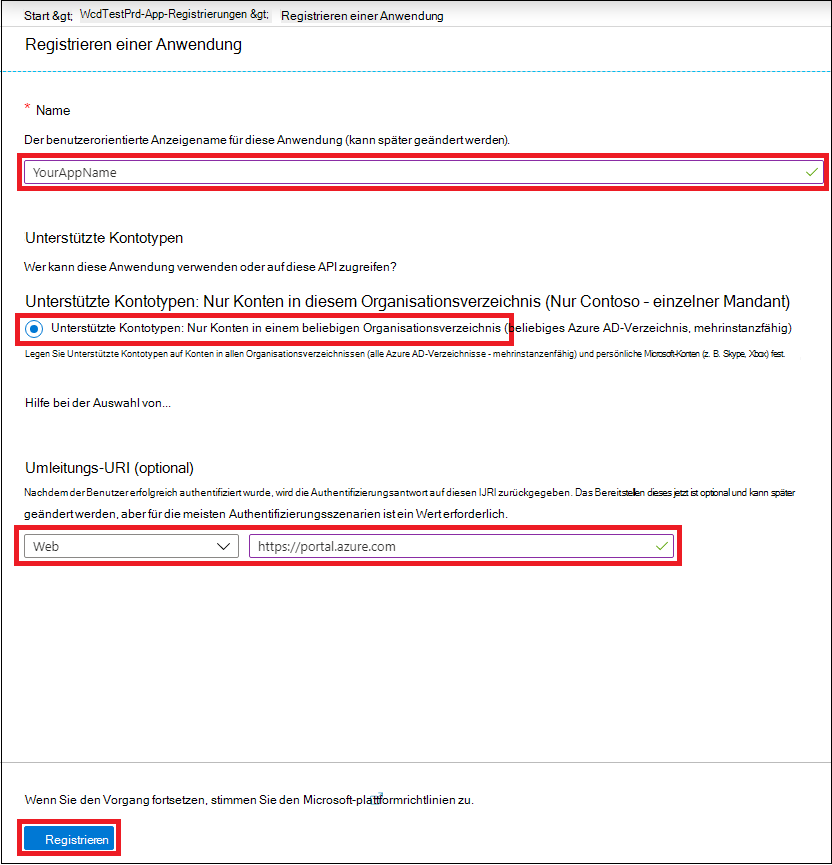 Start &gt; WcdTestPrd-App-Registrierungen &gt; Registrieren einer Anwendung
Registrieren einer Anwendung
* Name
Der benutzerorientierte Anzeigename für diese Anwendung (kann später geändert werden).
YourAppName
Unterstützte Kontotypen
Wer kann diese Anwendung verwenden oder auf diese API zugreifen?
Unterstützte Kontotypen: Nur Konten in diesem Organisationsverzeichnis (Nur Contoso - einzelner Mandant)
Unterstützte Kontotypen: Nur Konten in einem beliebigen Organisationsverzeichnis (beliebiges Azure AD-Verzeichnis, mehrinstanzfähig)
Legen Sie Unterstützte Kontotypen auf Konten in allen Organisationsverzeichnissen (alle Azure AD-Verzeichnisse - mehrinstanzenfähig) und persönliche Microsoft-Konten (z. B. Skype, Xbox) fest.
Hilfe bei der Auswahl von...
Umleitungs-URI (optional)
Nachdem der Benutzer erfolgreich authentifiziert wurde, wird die Authentifizierungsantwort auf diesen IJRI zurückgegeben. Das Bereitstellen dieses jetzt ist optional und kann später
geändert werden, aber für die meisten Authentifizierungsszenarien ist ein Wert erforderlich.
Web https://portal.azure.com
Wenn Sie den Vorgang fortsetzen, stimmen Sie den Microsoft-plattformrichtlinien zu.
Registrieren